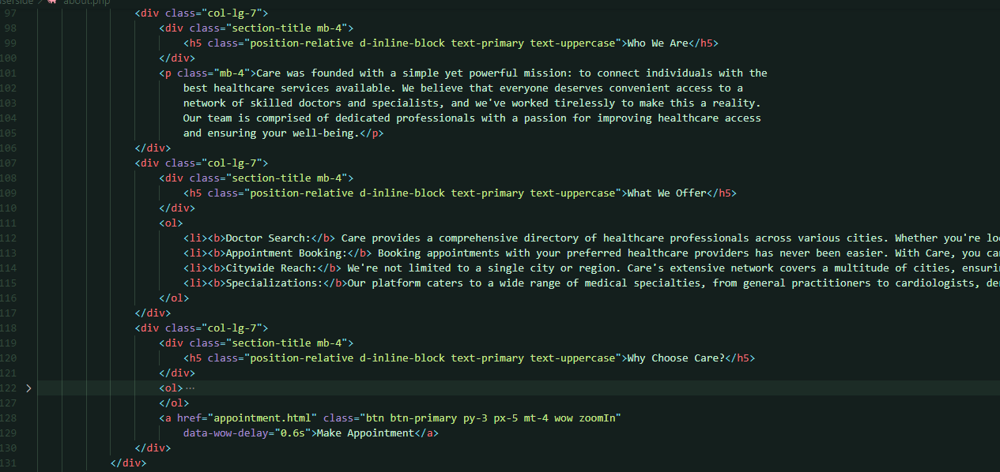 userside > about.php
97 <div class="col-lg-7">
98 <div class="section-title mb-4">
99 <h5 class="position-relative d-inline-block text-primary text-uppercase">Who We Are</h5>
100 </div>
101 <p class="mb-4">Care was founded with a simple yet powerful mission: to connect individuals with the
102 best healthcare services available. We believe that everyone deserves convenient access to a
103 network of skilled doctors and specialists, and we've worked tirelessly to make this a reality.
104 Our team is comprised of dedicated professionals with a passion for improving healthcare access
105 and ensuring your well-being.</p>
106 </div>
107 <div class="col-lg-7">
108 <div class="section-title mb-4">
109 <h5 class="position-relative d-inline-block text-primary text-uppercase">What We Offer</h5>
110 </div>
111 <ol>
112 <li><b>Doctor Search:</b> Care provides a comprehensive directory of healthcare professionals across various cities. Whether you're lo
113 <li><b>Appointment Booking:</b> Booking appointments with your preferred healthcare providers has never been easier. With Care, you ca
114 <li><b>Citywide Reach:</b> We're not limited to a single city or region. Care's extensive network covers a multitude of cities, ensuri
115 <li><b>Specializations:</b>Our platform caters to a wide range of medical specialties, from general practitioners to cardiologists, de
116 </ol>
117 </div>
118 <div class="col-lg-7">
119 <div class="section-title mb-4">
120 <h5 class="position-relative d-inline-block text-primary text-uppercase">Why Choose Care?</h5>
121 </div>
122 <ol>···
127 </ol>
128 <a href="appointment.html" class="btn btn-primary py-3 px-5 mt-4 wow zoomIn"
129 data-wow-delay="0.6s">Make Appointment</a>
130 </div>
131 </div>